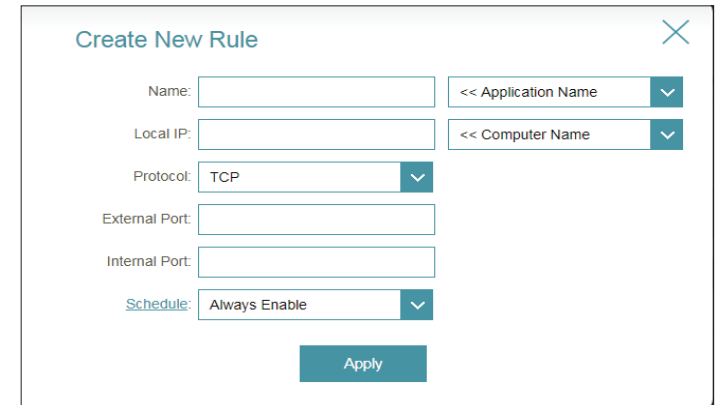 Create New Rule
Name: << Application Name
Local IP: << Computer Name
Protocol: TCP
External Port:
Internal Port:
Schedule: Always Enable
Apply